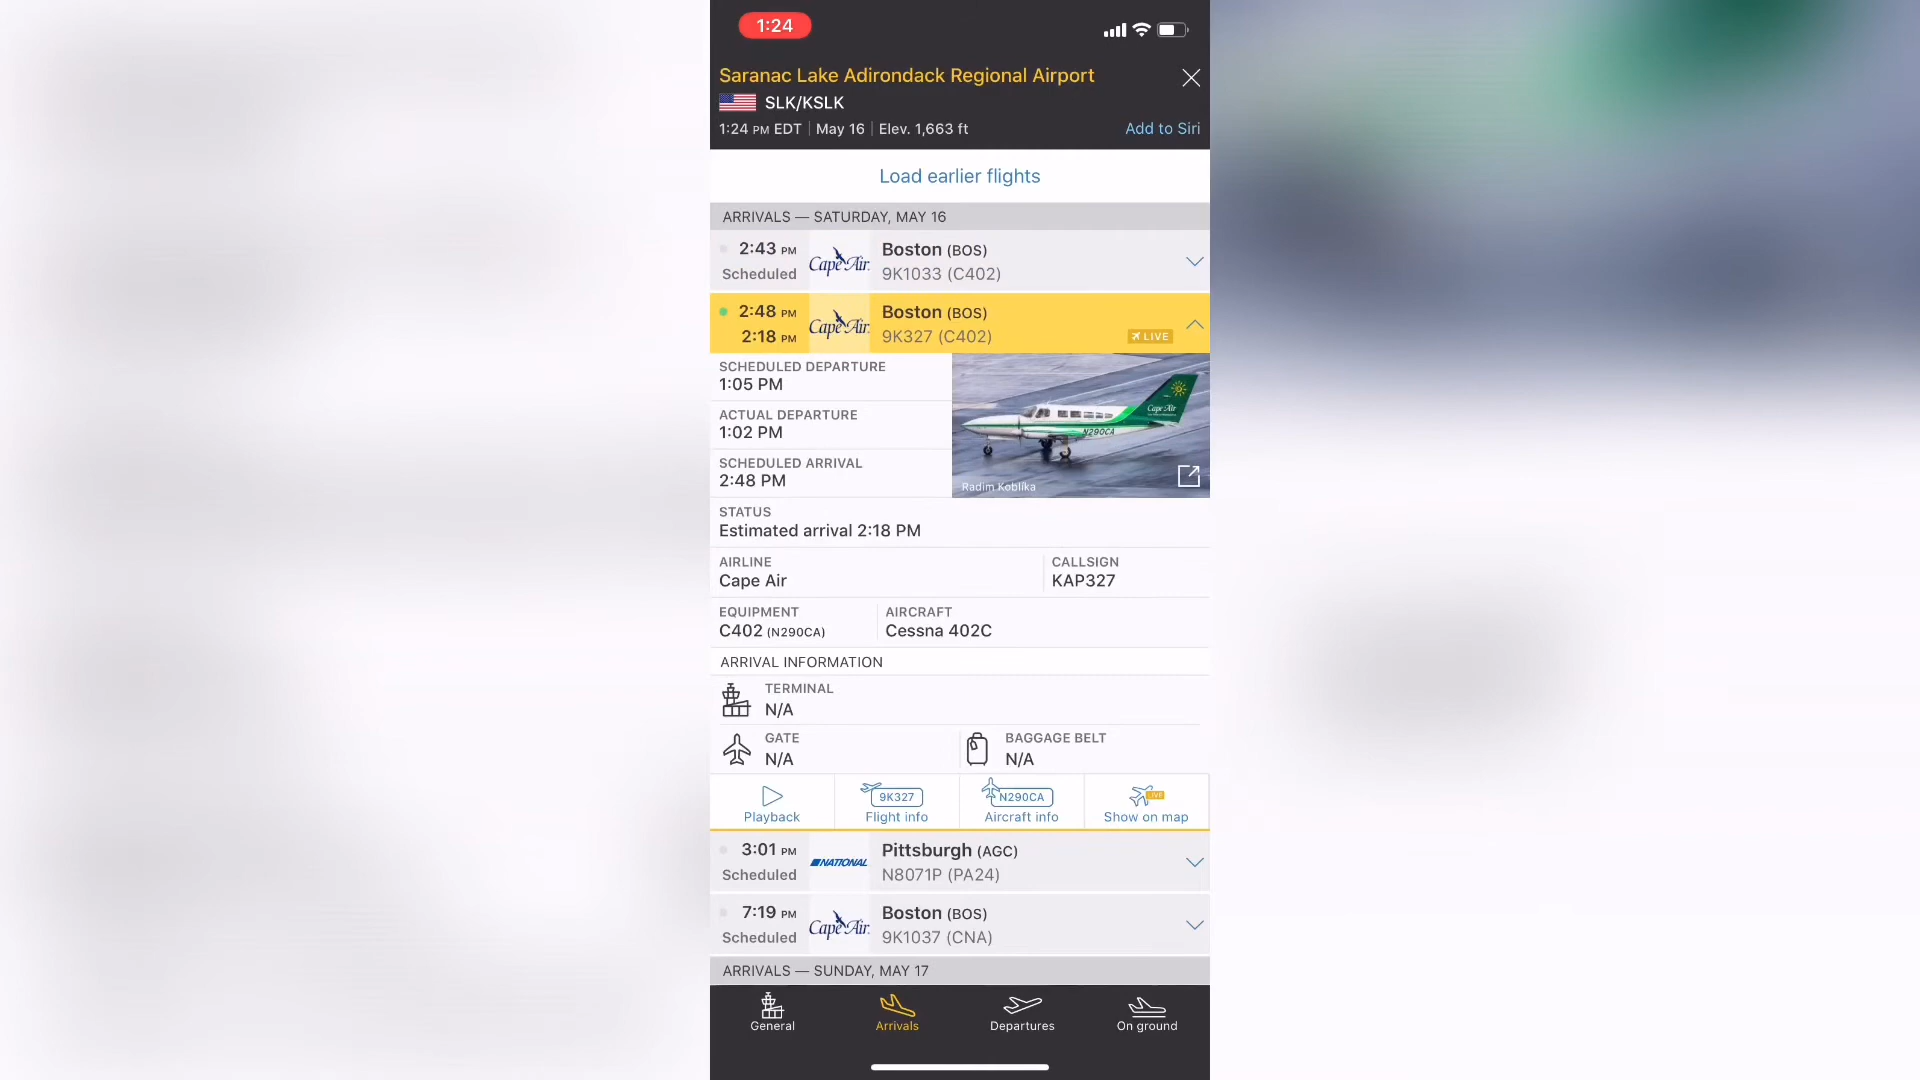 1:24
Saranac Lake Adirondack Regional Airport
SLK/KSLK
1:24 PM EDT | May 16 | Elev. 1,663 ft
Add to Siri
Load earlier flights
ARRIVALS — SATURDAY, MAY 16
2:43 PM
Scheduled
Cape Air
Boston (BOS)
9K1033 (C402)
2:48 PM
2:18 PM
Cape Air
Boston (BOS)
9K327 (C402)
LIVE
SCHEDULED DEPARTURE
1:05 PM
ACTUAL DEPARTURE
1:02 PM
SCHEDULED ARRIVAL
2:48 PM
Cape Air
N290CA
Radim Koblika
STATUS
Estimated arrival 2:18 PM
AIRLINE
Cape Air
CALLSIGN
KAP327
EQUIPMENT
C402 (N290CA)
AIRCRAFT
Cessna 402C
ARRIVAL INFORMATION
TERMINAL
N/A
GATE
N/A
BAGGAGE BELT
N/A
Playback
9K327
Flight info
N290CA
Aircraft info
LIVE
Show on map
3:01 PM
Scheduled
NATIONAL
Pittsburgh (AGC)
N8071P (PA24)
7:19 PM
Scheduled
Cape Air
Boston (BOS)
9K1037 (CNA)
ARRIVALS — SUNDAY, MAY 17
General
Arrivals
Departures
On ground